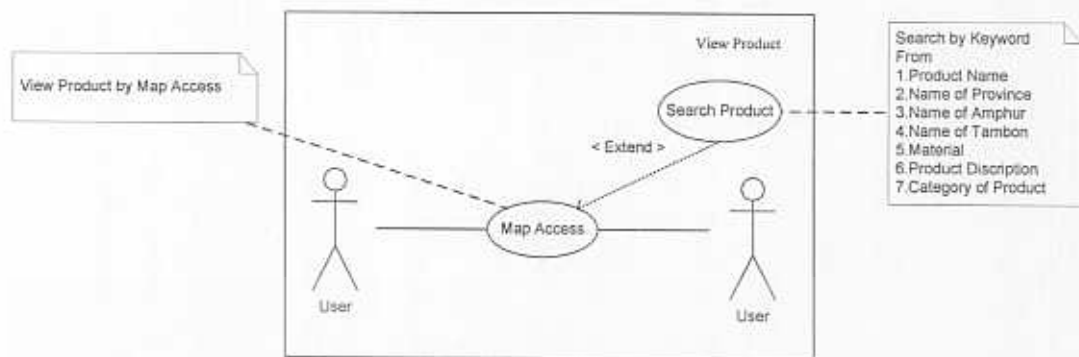 View Product by Map Access
View Product
Search Product
< Extend >
Map Access
User
User
Search by Keyword
From
1.Product Name
2.Name of Province
3.Name of Amphur
4.Name of Tambon
5.Material
6.Product Discription
7.Category of Product